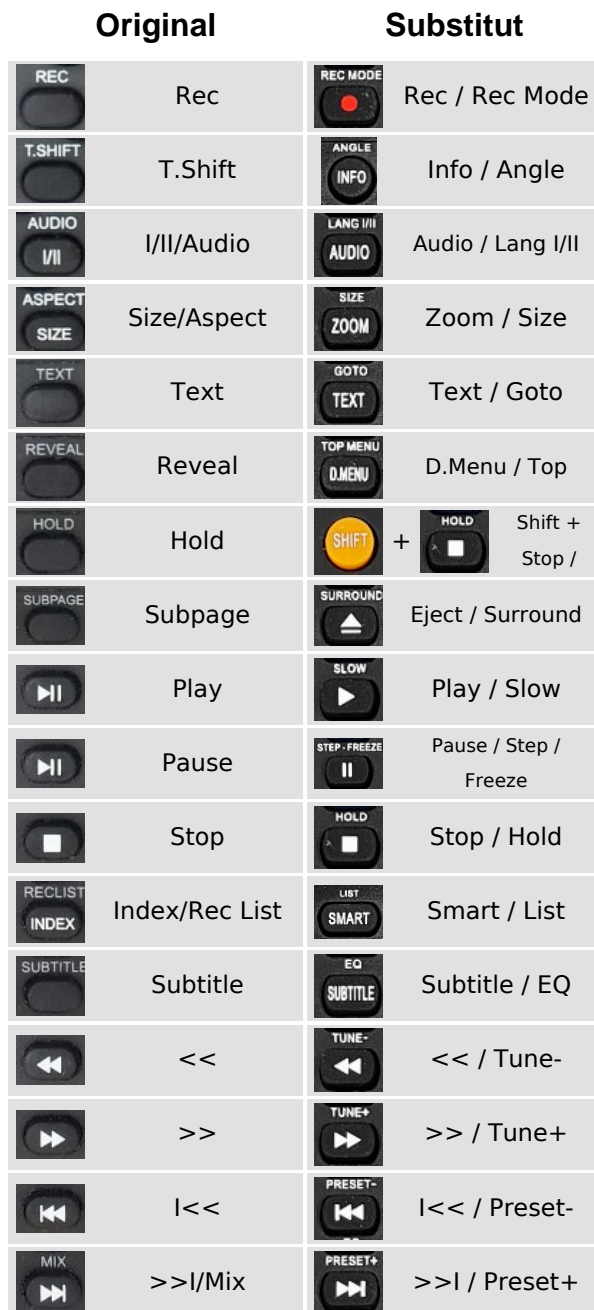 Original Substitut
REC Rec REC MODE Rec / Rec Mode
T.SHIFT T.Shift ANGLE INFO Info / Angle
AUDIO I/II I/II/Audio LANG I/II AUDIO Audio / Lang I/II
ASPECT SIZE Size/Aspect SIZE ZOOM Zoom / Size
TEXT Text GOTO TEXT Text / Goto
REVEAL Reveal TOP MENU D.MENU D.Menu / Top
HOLD Hold SHIFT + HOLD Shift +
Stop /
SUBPAGE Subpage SURROUND Eject / Surround
Play SLOW Play / Slow
Pause STEP-FREEZE Pause / Step /
Freeze
Stop HOLD Stop / Hold
RECLIST INDEX Index/Rec List LIST SMART Smart / List
SUBTITLE Subtitle EQ SUBTITLE Subtitle / EQ
<< TUNE- << / Tune-
>> TUNE+ >> / Tune+
I<< PRESET- I<< / Preset-
MIX >>I/Mix PRESET+ >>I / Preset+